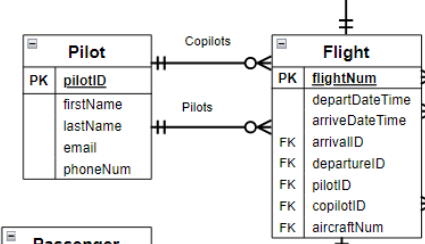 Copilots
Pilot
PK pilotID
firstName
lastName
email
phoneNum
Pilots
Flight
PK flightNum
departDateTime
arriveDateTime
FK arrivalID
FK departureID
FK pilotID
FK copilotID
FK aircraftNum
Passenger